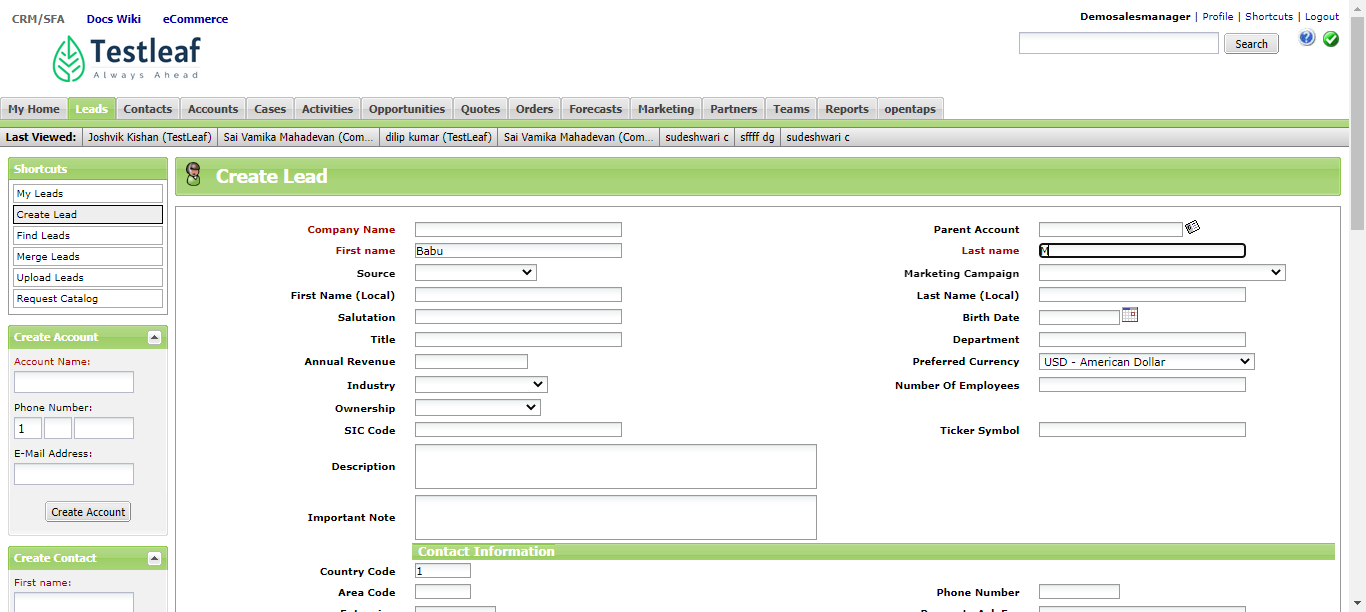 CRM/SFA Docs Wiki eCommerce
Demosalesmanager | Profile | Shortcuts | Logout
Testleaf
Always Ahead
Search
My Home Leads Contacts Accounts Cases Activities Opportunities Quotes Orders Forecasts Marketing Partners Teams Reports opentaps
Last Viewed: Joshvik Kishan (TestLeaf) Sai Vamika Mahadevan (Com... dilip kumar (TestLeaf) Sai Vamika Mahadevan (Com... sudeshwari c sffff dg sudeshwari c
Shortcuts
My Leads
Create Lead
Find Leads
Merge Leads
Upload Leads
Request Catalog
Create Account
Account Name:
Phone Number:
1
E-Mail Address:
Create Account
Create Contact
First name:
Create Lead
Company Name Parent Account
First name Babu Last name M
Source Marketing Campaign
First Name (Local) Last Name (Local)
Salutation Birth Date
Title Department
Annual Revenue Preferred Currency USD - American Dollar
Industry Number Of Employees
Ownership
SIC Code Ticker Symbol
Description
Important Note
Contact Information
Country Code 1
Area Code Phone Number